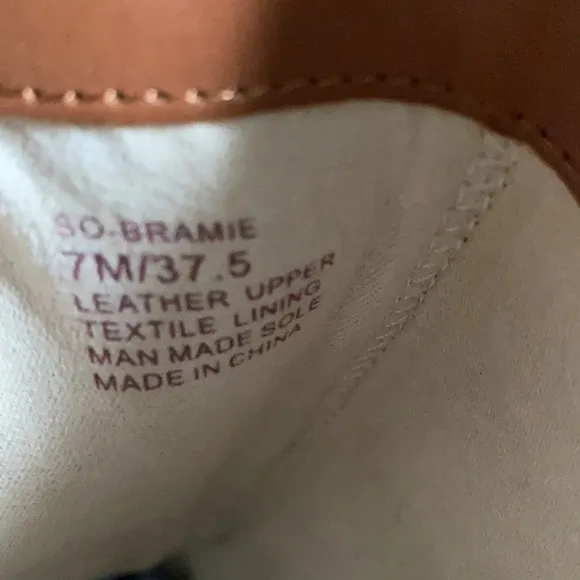 SO-BRAMIE
7M/37.5
LEATHER UPPER
TEXTILE LINING
MAN MADE SOLE
MADE IN CHINA